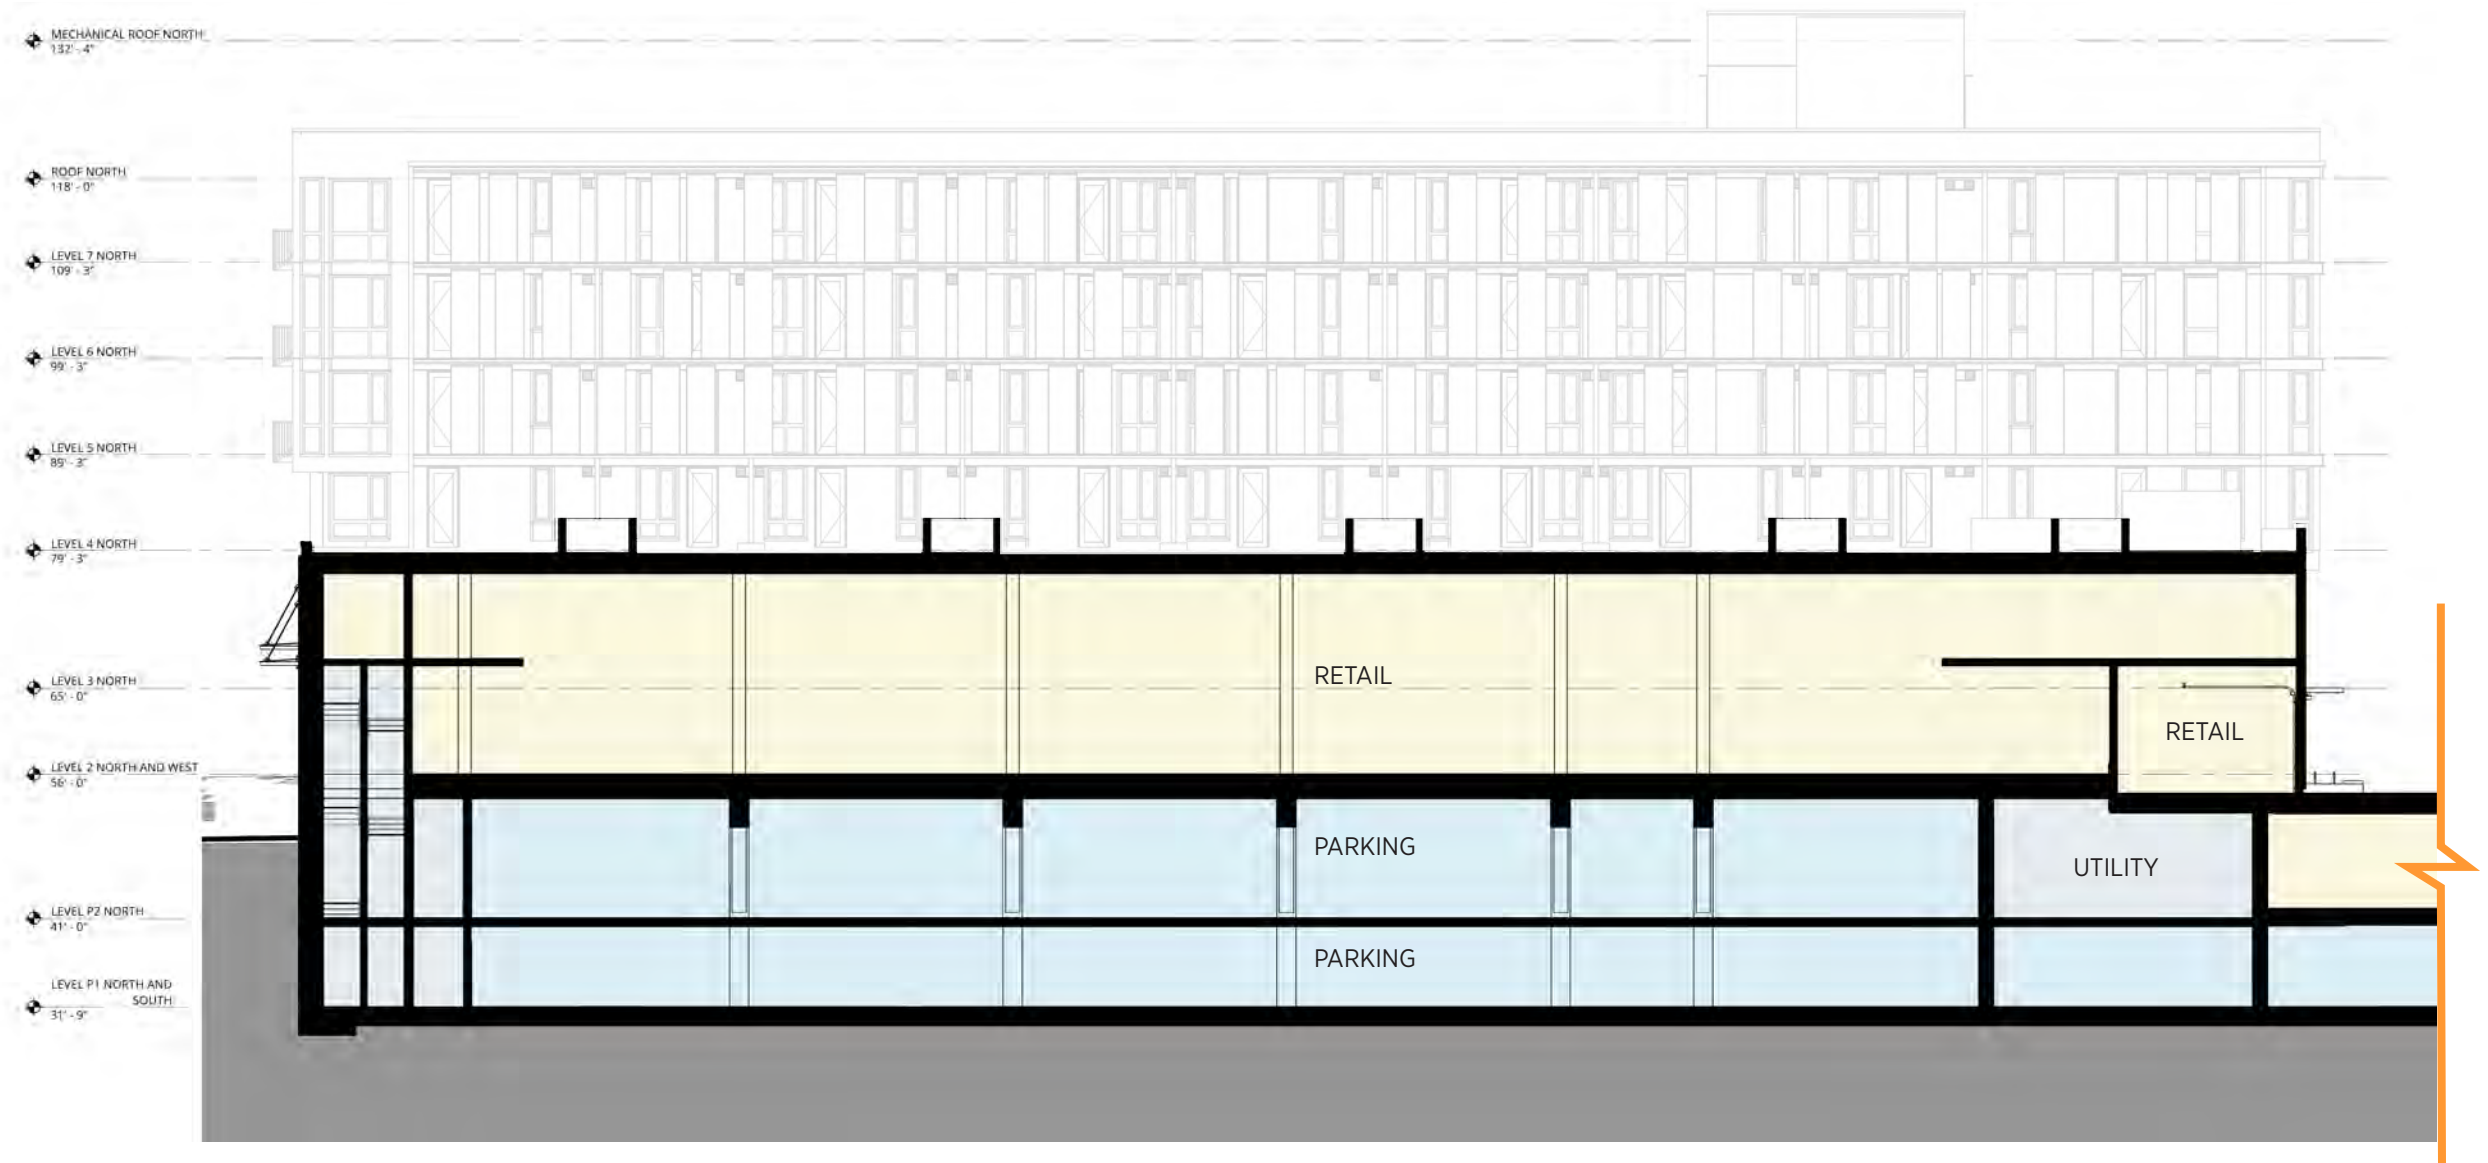 MECHANICAL ROOF NORTH
132' - 4"
ROOF NORTH
118' - 0"
LEVEL 7 NORTH
109' - 3"
LEVEL 6 NORTH
99' - 3"
LEVEL 5 NORTH
89' - 3"
LEVEL 4 NORTH
79' - 3"
LEVEL 3 NORTH
65' - 0"
RETAIL
RETAIL
LEVEL 2 NORTH AND WEST
56' - 0"
PARKING
UTILITY
LEVEL P2 NORTH
41' - 0"
PARKING
LEVEL P1 NORTH AND
SOUTH
31' - 9"